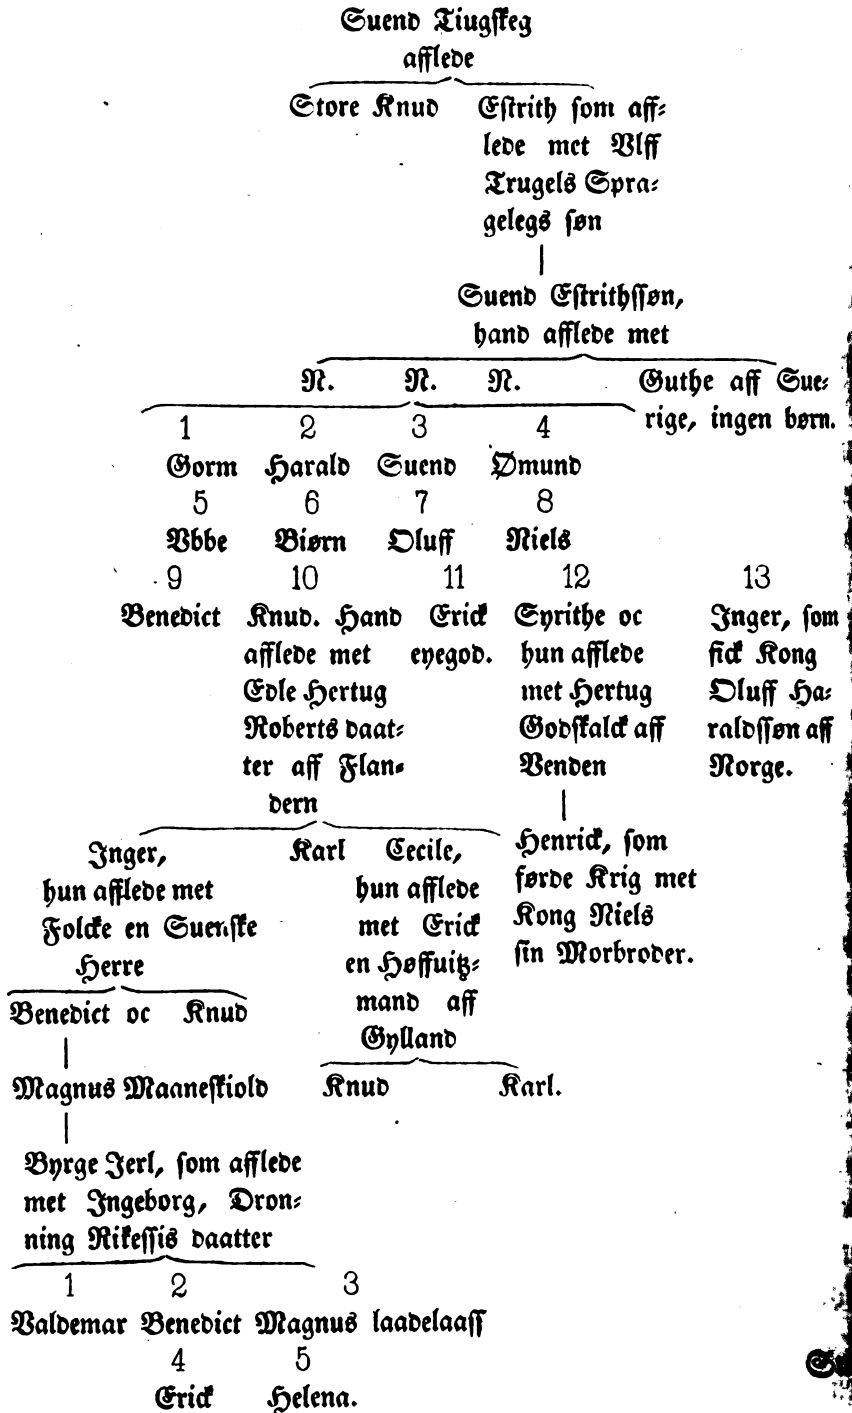 Suend Tiugskeg
afflede
Store Knud
Estrith som aff-
lede met Vlff
Trugels Spra-
gelegs søn
Suend Estrithssøn,
hand afflede met
N. N. N.
Guthe aff Sue-
rige, ingen børn.
1 2 3 4
Gorm Harald Suend Ømund
5 6 7 8
Vbbe Biørn Oluff Niels
9 10 11 12 13
Benedict
Knud. Hand
afflede met
Edle Hertug
Roberts daat-
ter aff Flan-
dern
Erick
eyegod.
Syrithe oc
hun afflede
met Hertug
Godskalck aff
Venden
Inger, som
fick Kong
Oluff Ha-
raldssøn aff
Norge.
Inger,
hun afflede met
Folcke en Suenske
Herre
Karl
Cecile,
hun afflede
met Erick
en Høffuitz-
mand aff
Gylland
Henrick, som
førde Krig met
Kong Niels
sin Morbroder.
Benedict oc Knud
Magnus Maaneskiold
Knud Karl.
Byrge Jerl, som afflede
met Ingeborg, Dron-
ning Rikessis daatter
1 2 3
Valdemar Benedict Magnus laadelaass
4 5
Erick Helena.